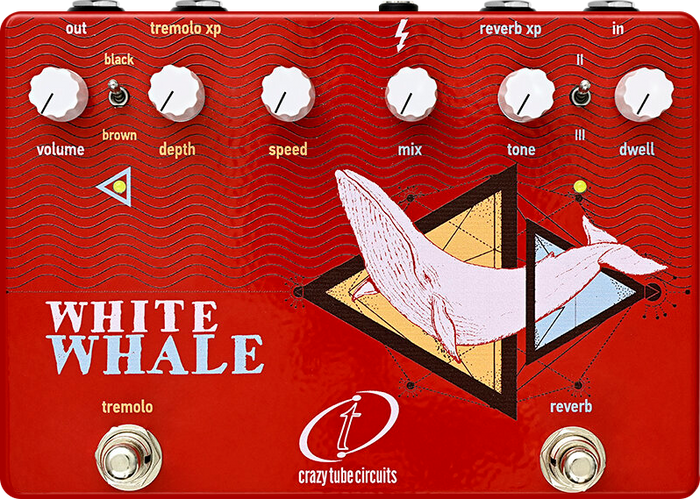 out
tremolo xp
reverb xp
in
black
II
brown
III
volume
depth
speed
mix
tone
dwell
WHITE
WHALE
tremolo
reverb
crazy tube circuits